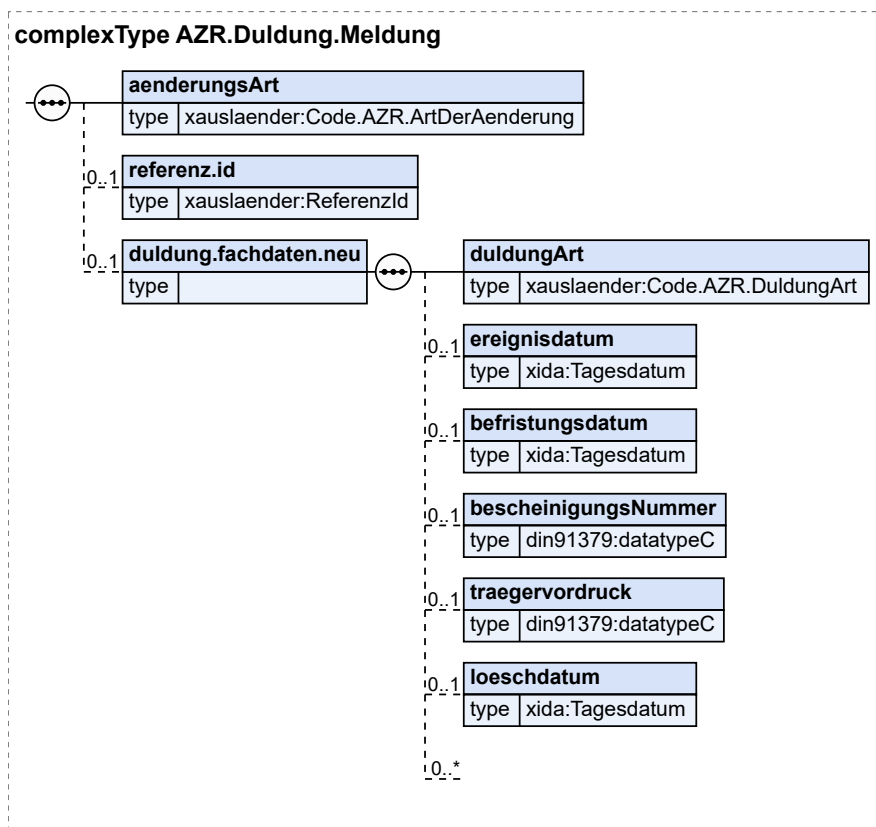 complexType AZR.Duldung.Meldung
aenderungsArt
type xauslaender:Code.AZR.ArtDerAenderung
0..1 referenz.id
type xauslaender:ReferenzId
0..1 duldung.fachdaten.neu
type
duldungArt
type xauslaender:Code.AZR.DuldungArt
0..1 ereignisdatum
type xida:Tagesdatum
0..1 befristungsdatum
type xida:Tagesdatum
0..1 bescheinigungsNummer
type din91379:datatypeC
0..1 traegervordruck
type din91379:datatypeC
0..1 loeschdatum
type xida:Tagesdatum
0..*